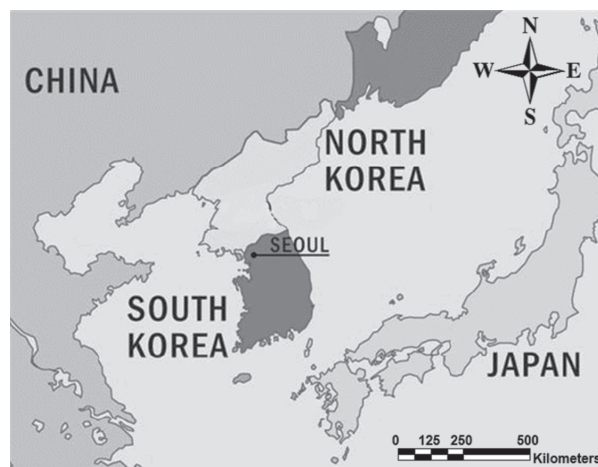 N
CHINA
W E
S
NORTH
KOREA
SEOUL
SOUTH
KOREA
JAPAN
0 125 250 500
Kilometers